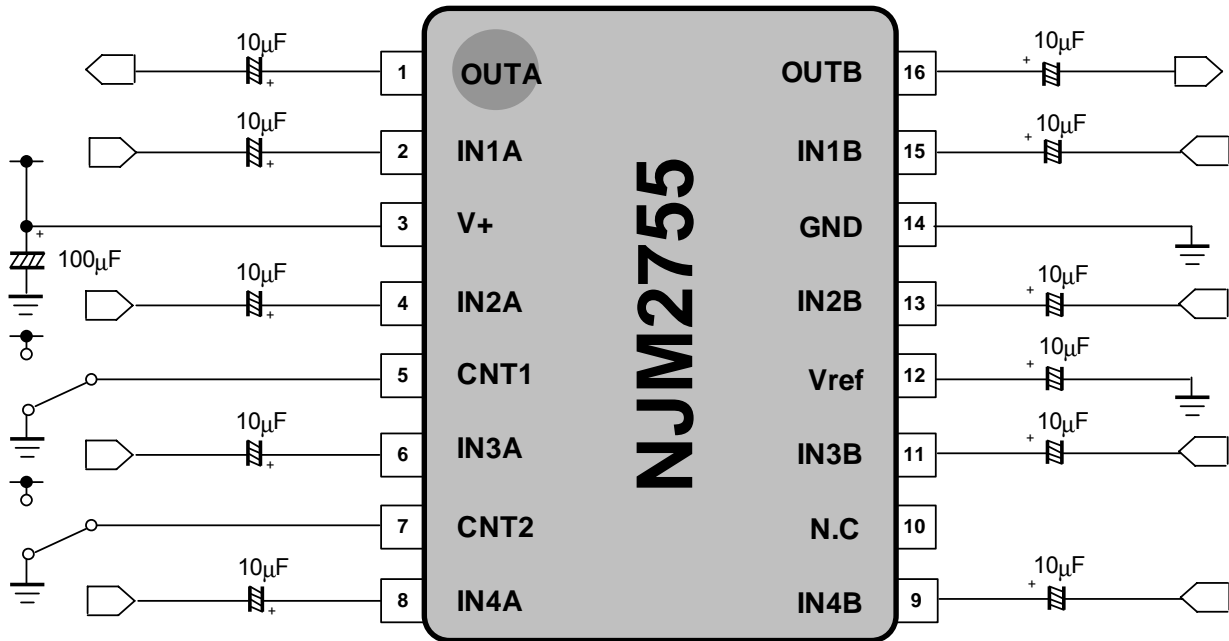 10μF
1
OUTA
OUTB
16
+
10μF
+
10μF
2
IN1A
IN1B
15
+
10μF
+
3
V+
GND
14
+
100μF
10μF
4
IN2A
IN2B
13
+
10μF
+
5
CNT1
Vref
12
+
10μF
10μF
6
IN3A
IN3B
11
+
10μF
+
7
CNT2
N.C
10
10μF
8
IN4A
IN4B
9
+
10μF
+
NJM2755